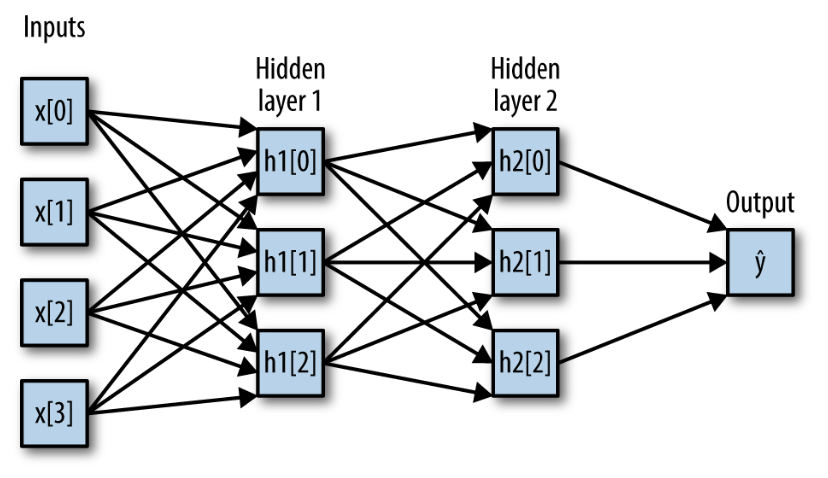 Inputs
x[0]
x[1]
x[2]
x[3]
Hidden
layer 1
h1[0]
h1[1]
h1[2]
Hidden
layer 2
h2[0]
h2[1]
h2[2]
Output
ŷ